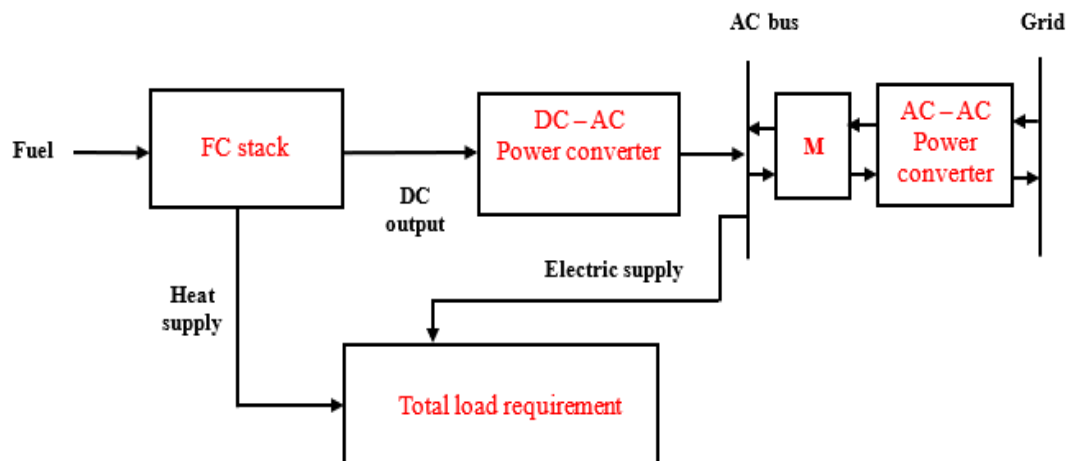 AC bus
Grid
Fuel
FC stack
DC – AC
Power converter
M
AC – AC
Power
converter
DC
output
Electric supply
Heat
supply
Total load requirement